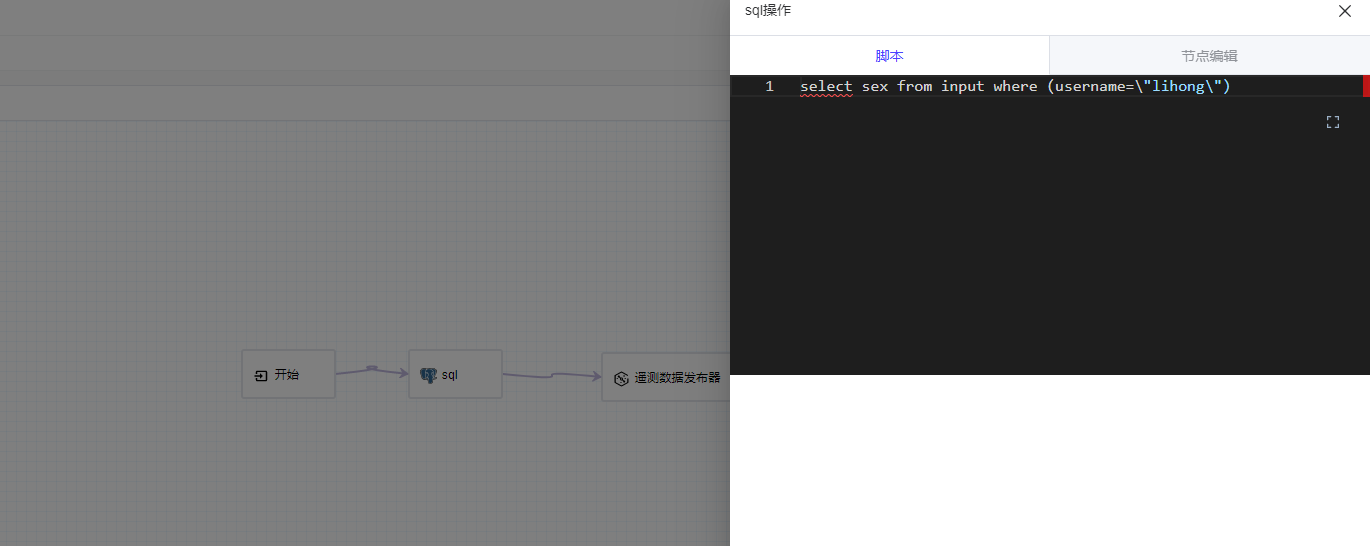 sql操作
脚本
节点编辑
1 select sex from input where (username=\"lihong\")
开始
sql
遥测数据发布器